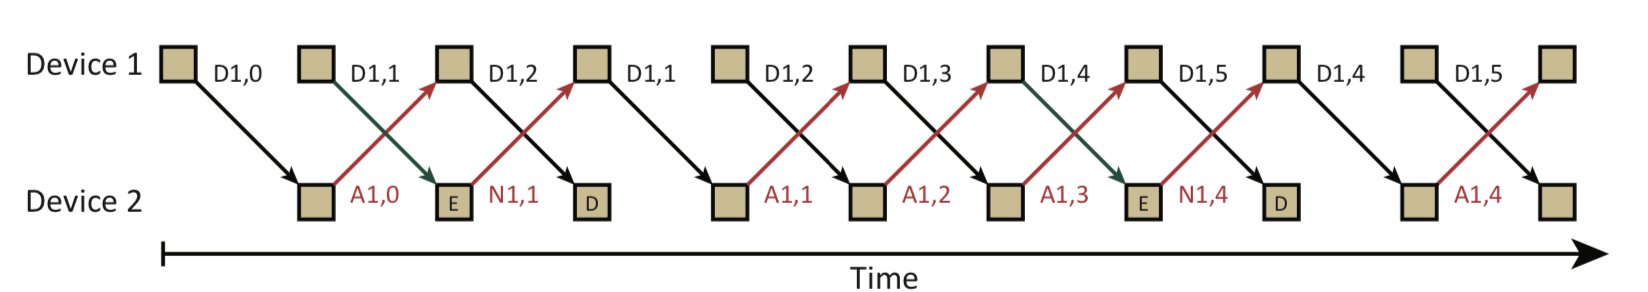 Device 1 D1,0 D1,1 D1,2 D1,1 D1,2 D1,3 D1,4 D1,5 D1,4 D1,5
Device 2 A1,0 E N1,1 D A1,1 A1,2 A1,3 E N1,4 D A1,4
Time